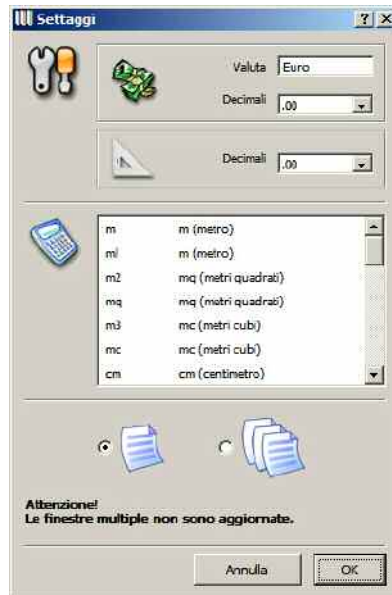 Settaggi
Valuta Euro
Decimali .00
Decimali .00
m m (metro)
ml m (metro)
m2 mq (metri quadrati)
mq mq (metri quadrati)
m3 mc (metri cubi)
mc mc (metri cubi)
cm cm (centimetro)
Attenzione!
Le finestre multiple non sono aggiornate.
Annulla OK